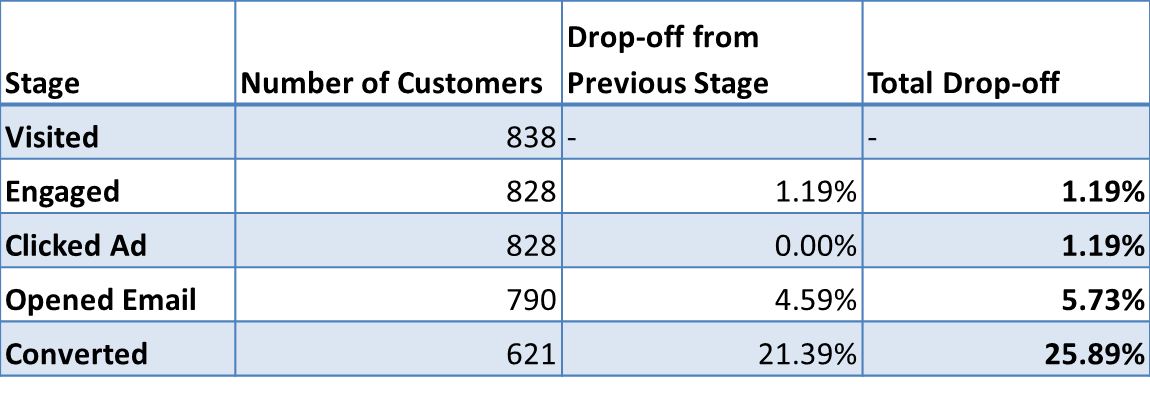 Stage Number of Customers Drop-off from Previous Stage Total Drop-off
Visited 838 - -
Engaged 828 1.19% 1.19%
Clicked Ad 828 0.00% 1.19%
Opened Email 790 4.59% 5.73%
Converted 621 21.39% 25.89%